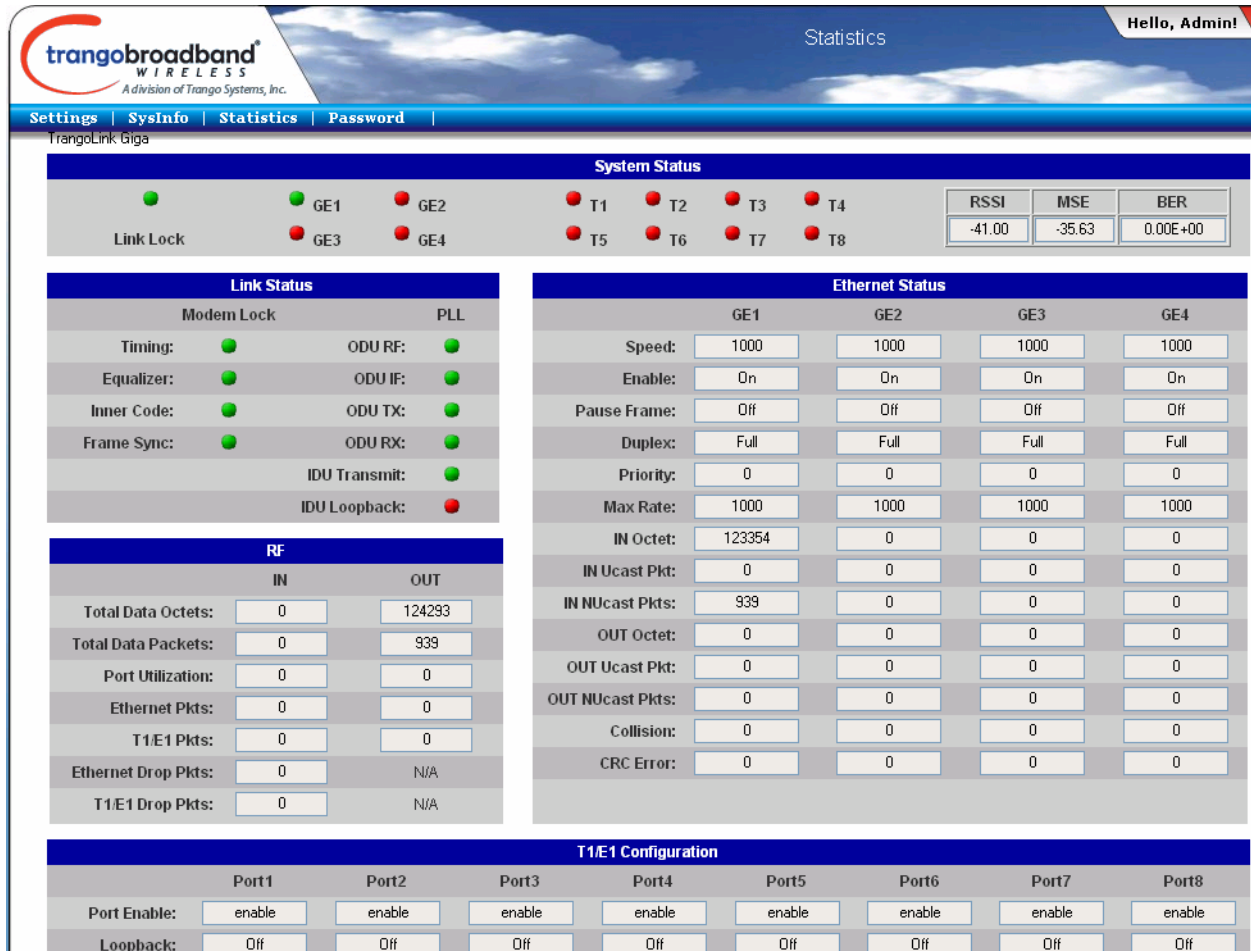 Hello, Admin!
Statistics
trangobroadband®
WIRELESS
A division of Trango Systems, Inc.
Settings | SysInfo | Statistics | Password |
TrangoLink Giga
System Status
GE1 GE2 T1 T2 T3 T4 RSSI MSE BER
Link Lock GE3 GE4 T5 T6 T7 T8 -41.00 -35.63 0.00E+00
Link Status
Modem Lock PLL
Timing: ODU RF:
Equalizer: ODU IF:
Inner Code: ODU TX:
Frame Sync: ODU RX:
IDU Transmit:
IDU Loopback:
RF
IN OUT
Total Data Octets: 0 124293
Total Data Packets: 0 939
Port Utilization: 0 0
Ethernet Pkts: 0 0
T1/E1 Pkts: 0 0
Ethernet Drop Pkts: 0 N/A
T1/E1 Drop Pkts: 0 N/A
Ethernet Status
GE1 GE2 GE3 GE4
Speed: 1000 1000 1000 1000
Enable: On On On On
Pause Frame: Off Off Off Off
Duplex: Full Full Full Full
Priority: 0 0 0 0
Max Rate: 1000 1000 1000 1000
IN Octet: 123354 0 0 0
IN Ucast Pkt: 0 0 0 0
IN NUcast Pkts: 939 0 0 0
OUT Octet: 0 0 0 0
OUT Ucast Pkt: 0 0 0 0
OUT NUcast Pkts: 0 0 0 0
Collision: 0 0 0 0
CRC Error: 0 0 0 0
T1/E1 Configuration
Port1 Port2 Port3 Port4 Port5 Port6 Port7 Port8
Port Enable: enable enable enable enable enable enable enable enable
Loopback: Off Off Off Off Off Off Off Off